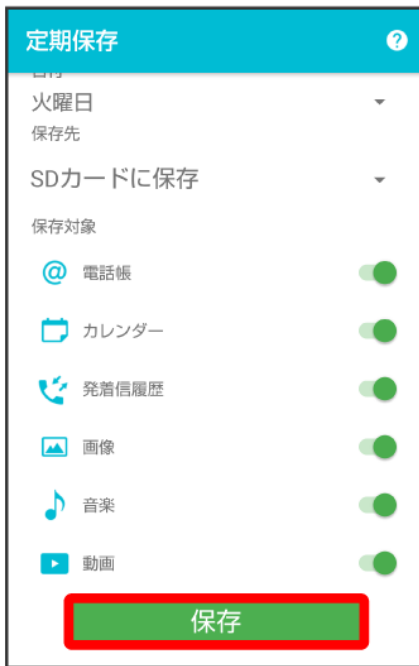 定期保存
火曜日
保存先
SDカードに保存
保存対象
電話帳
カレンダー
発着信履歴
画像
音楽
動画
保存